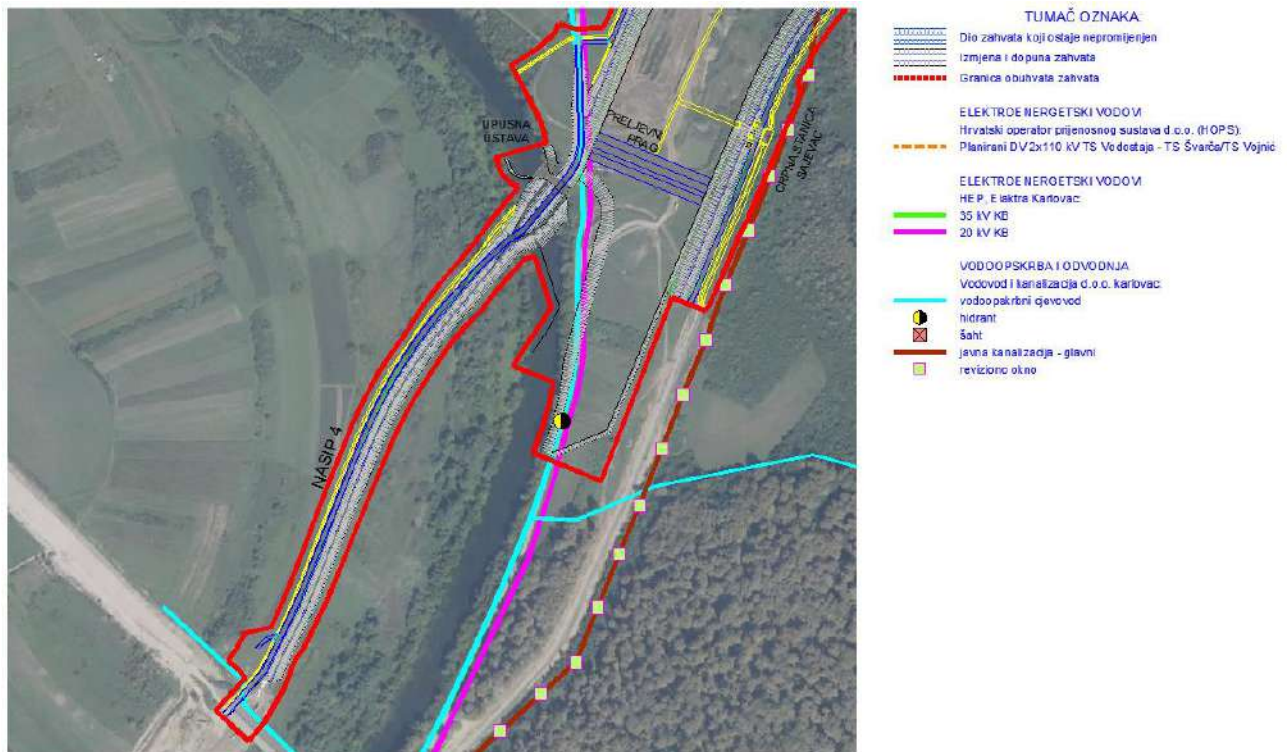 UPUSNA
USTAVA
PRELJEVNI
PRAG
CRPNA STANICA
SAJEVAC
NASIP 4
TUMAČ OZNAKA:
Dio zahvata koji ostaje nepromijenjen
Izmjena i dopuna zahvata
Granica obuhvata zahvata
ELEKTROENERGETSKI VODOVI
Hrvatski operator prijenosnog sustava d.o.o. (HOPS):
Planirani DV 2x110 kV TS Vodostaja - TS Švarča/TS Vojnić
ELEKTROENERGETSKI VODOVI
HEP, Elektra Karlovac:
35 kV KB
20 kV KB
VODOOPSKRBA I ODVODNJA
Vodovod i kanalizacija d.o.o. karlovac:
vodoopskrbni cjevovod
hidrant
šaht
javna kanalizacija - glavni
reviziono okno